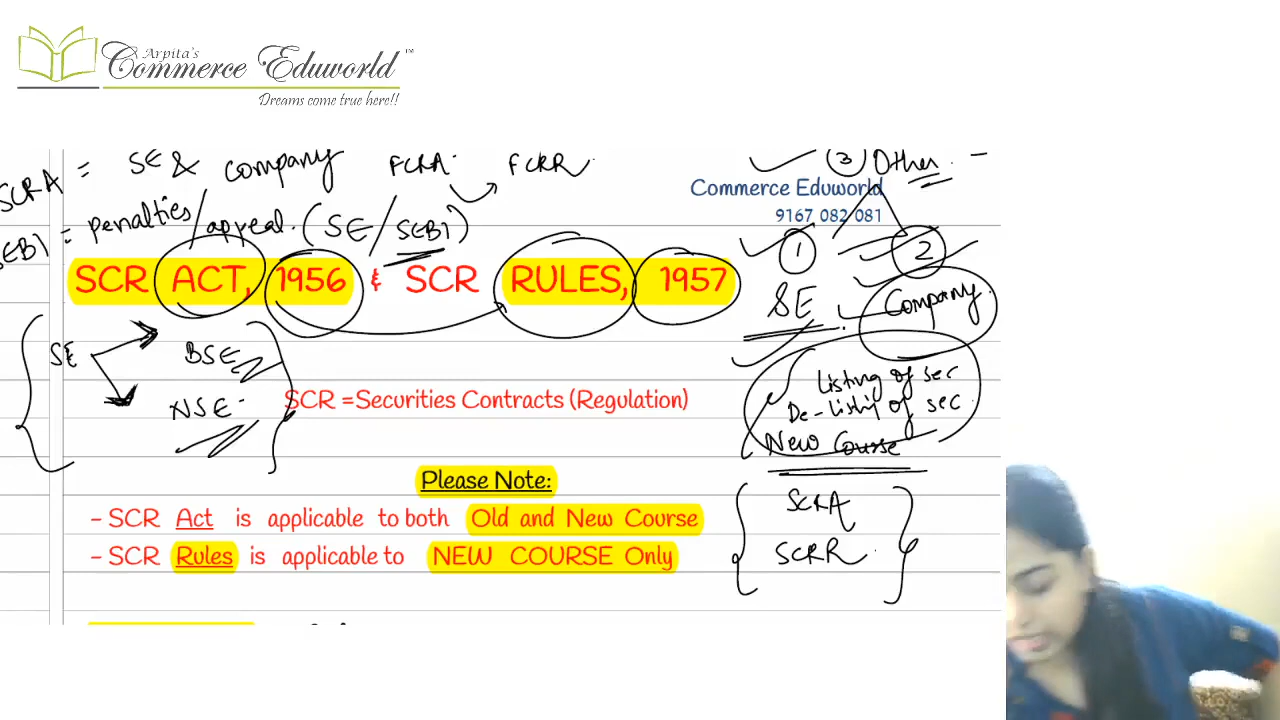 Arpita's
Commerce Eduworld™
Dreams come true here!!
SCRA = SE & company FCRA. FCRR.
③ Other. -
Commerce Eduworld
9167 082 081
SEBI = penalties/appeal. (SE/SEBI)
SCR ACT, 1956 & SCR RULES, 1957
1 2
SE Company
SE BSE
NSE
SCR =Securities Contracts (Regulation)
Listing of sec
De-listing of sec
New Course
Please Note:
SCRA
- SCR Act is applicable to both Old and New Course
- SCR Rules is applicable to NEW COURSE Only
SCRR